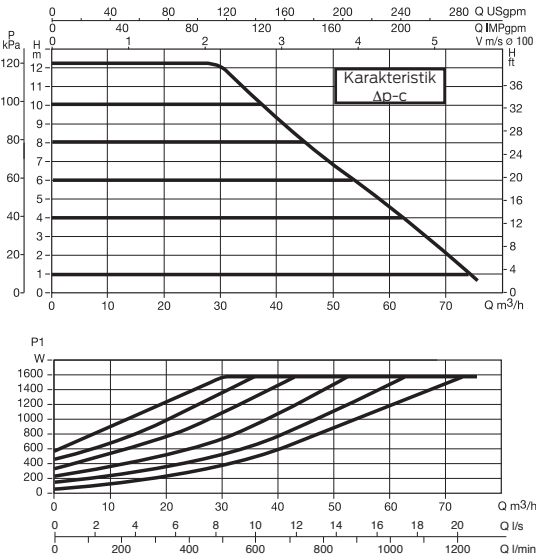 0 40 80 120 160 200 240 280 Q USgpm
0 40 80 120 160 200 Q IMPgpm
0 1 2 3 4 5 V m/s ø 100
P
kPa
H
m
H
ft
120 12
11 36
100 10 32
9 28
80 8
7 24
60 6 20
5 16
40 4
3 12
20 2 8
1 4
0 0 0
Karakteristik
Δp-c
0 10 20 30 40 50 60 70 Q m³/h
P1
W
1600
1400
1200
1000
800
600
400
200
0
0 10 20 30 40 50 60 70 Q m³/h
0 2 4 6 8 10 12 14 16 18 20 Q l/s
0 200 400 600 800 1000 1200 Q l/min